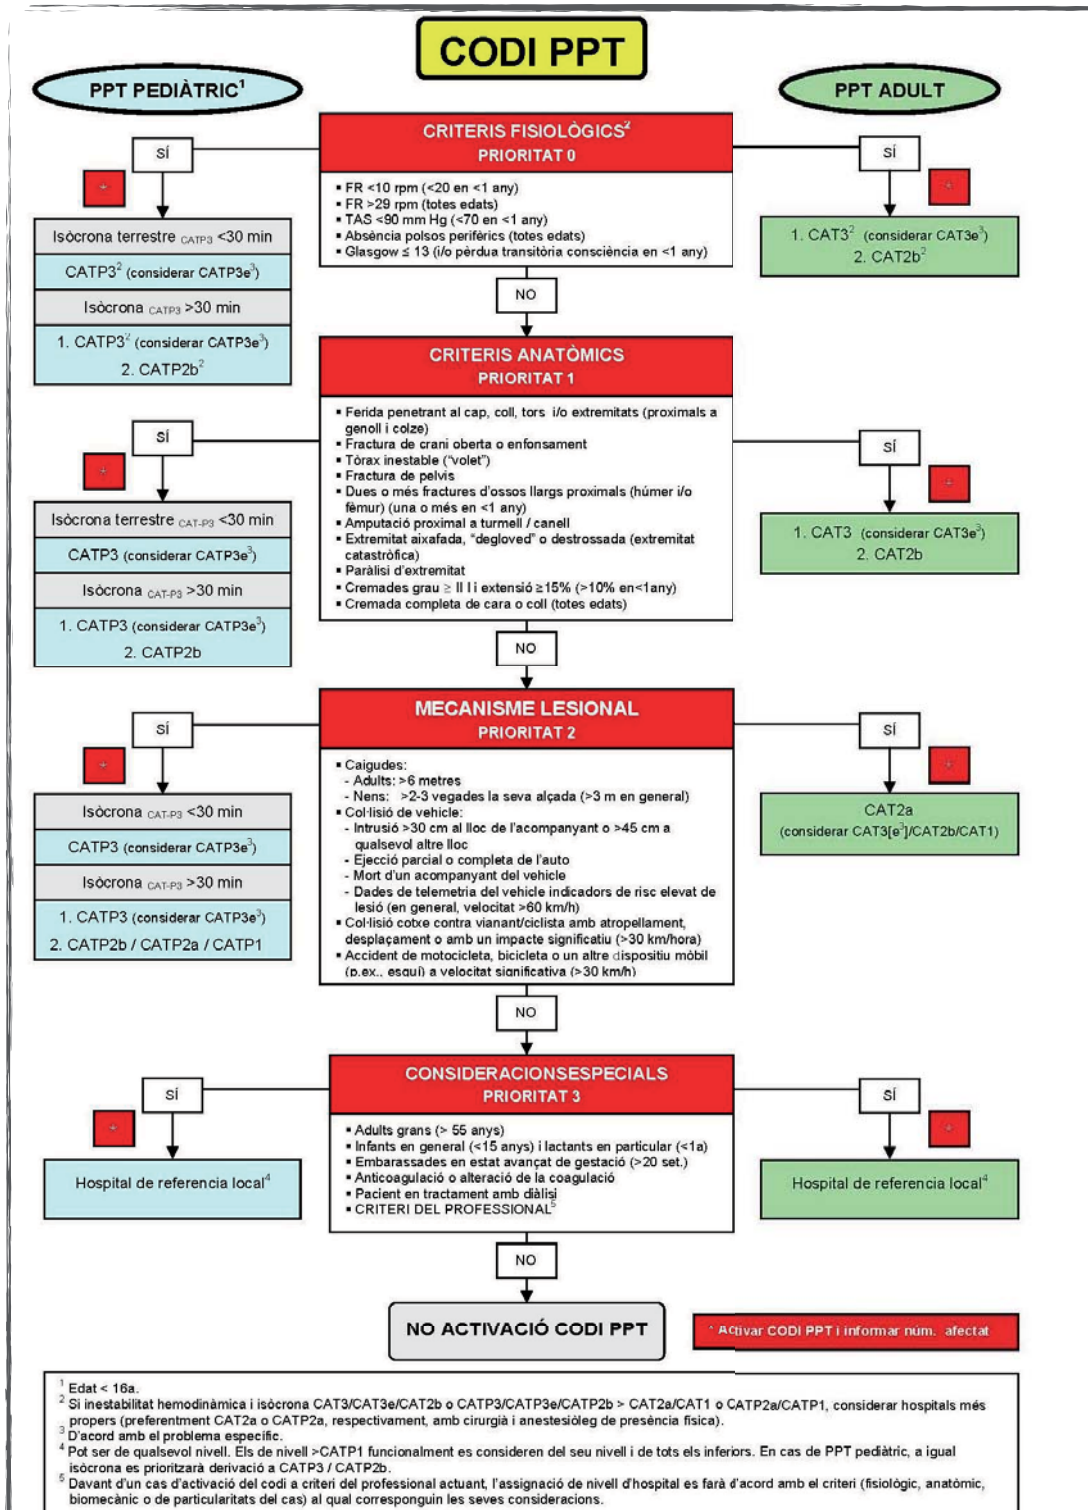 CODI PPT
PPT PEDIÀTRIC¹
PPT ADULT
CRITERIS FISIOLÒGICS²
PRIORITAT 0
SÍ
SÍ
*
*
▪ FR <10 rpm (<20 en <1 any)
▪ FR >29 rpm (totes edats)
▪ TAS <90 mm Hg (<70 en <1 any)
▪ Absència polsos perifèrics (totes edats)
▪ Glasgow ≤ 13 (i/o pèrdua transitòria consciència en <1 any)
Isòcrona terrestre CATP3 <30 min
CATP3² (considerar CATP3e³)
Isòcrona CATP3 >30 min
1. CATP3² (considerar CATP3e³)
2. CATP2b²
1. CAT3² (considerar CAT3e³)
2. CAT2b²
NO
CRITERIS ANATÒMICS
PRIORITAT 1
SÍ
SÍ
*
*
▪ Ferida penetrant al cap, coll, tors i/o extremitats (proximals a
genoll i colze)
▪ Fractura de crani oberta o enfonsament
▪ Tòrax inestable ("volet")
▪ Fractura de pelvis
▪ Dues o més fractures d'ossos llargs proximals (húmer i/o
fèmur) (una o més en <1 any)
▪ Amputació proximal a turmell / canell
▪ Extremitat aixafada, "degloved" o destrossada (extremitat
catastròfica)
▪ Paràlisi d'extremitat
▪ Cremades grau ≥ II I i extensió ≥15% (>10% en<1any)
▪ Cremada completa de cara o coll (totes edats)
Isòcrona terrestre CAT-P3 <30 min
CATP3 (considerar CATP3e³)
Isòcrona CAT-P3 >30 min
1. CATP3 (considerar CATP3e³)
2. CATP2b
1. CAT3 (considerar CAT3e³)
2. CAT2b
NO
MECANISME LESIONAL
PRIORITAT 2
SÍ
SÍ
*
*
▪ Caigudes:
- Adults: >6 metres
- Nens: >2-3 vegades la seva alçada (>3 m en general)
▪ Col·lisió de vehicle:
- Intrusió >30 cm al lloc de l'acompanyant o >45 cm a
qualsevol altre lloc
- Ejecció parcial o completa de l'auto
- Mort d'un acompanyant del vehicle
- Dades de telemetria del vehicle indicadors de risc elevat de
lesió (en general, velocitat >60 km/h)
▪ Col·lisió cotxe contra vianant/ciclista amb atropellament,
desplaçament o amb un impacte significatiu (>30 km/hora)
▪ Accident de motocicleta, bicicleta o un altre dispositiu mòbil
(p.ex., esquí) a velocitat significativa (>30 km/h)
Isòcrona CAT-P3 <30 min
CATP3 (considerar CATP3e³)
Isòcrona CAT-P3 >30 min
1. CATP3 (considerar CATP3e³)
2. CATP2b / CATP2a / CATP1
CAT2a
(considerar CAT3[e³]/CAT2b/CAT1)
NO
CONSIDERACIONSESPECIALS
PRIORITAT 3
SÍ
SÍ
*
*
▪ Adults grans (> 55 anys)
▪ Infants en general (<15 anys) i lactants en particular (<1a)
▪ Embarassades en estat avançat de gestació (>20 set.)
▪ Anticoagulació o alteració de la coagulació
▪ Pacient en tractament amb diàlisi
▪ CRITERI DEL PROFESSIONAL⁵
Hospital de referencia local⁴
Hospital de referencia local⁴
NO
NO ACTIVACIÓ CODI PPT
* Activar CODI PPT i informar núm. afectat
¹ Edat < 16a.
² Si inestabilitat hemodinàmica i isòcrona CAT3/CAT3e/CAT2b o CATP3/CATP3e/CATP2b > CAT2a/CAT1 o CATP2a/CATP1, considerar hospitals més
propers (preferentment CAT2a o CATP2a, respectivament, amb cirurgià i anestesiòleg de presència física).
³ D'acord amb el problema específic.
⁴ Pot ser de qualsevol nivell. Els de nivell >CATP1 funcionalment es consideren del seu nivell i de tots els inferiors. En cas de PPT pediàtric, a igual
isòcrona es prioritzarà derivació a CATP3 / CATP2b.
⁵ Davant d'un cas d'activació del codi a criteri del professional actuant, l'assignació de nivell d'hospital es farà d'acord amb el criteri (fisiològic, anatòmic,
biomecànic o de particularitats del cas) al qual corresponguin les seves consideracions.